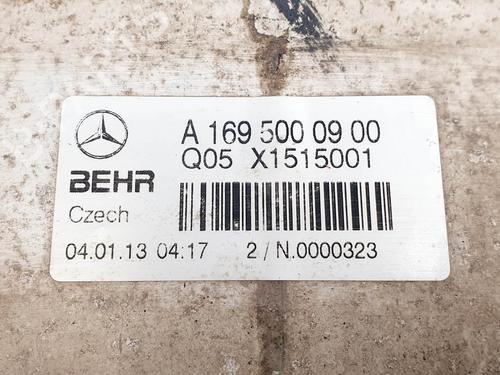 A 169 500 09 00
Q05 X1515001
BEHR
Czech
04.01.13 04:17 2 / N.0000323